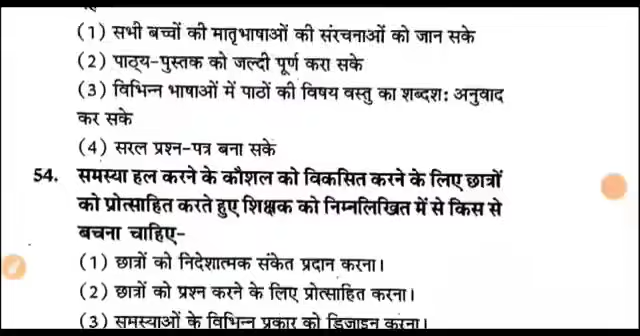 (1) सभी बच्चों की मातृभाषाओं की संरचनाओं को जान सके
(2) पाठ्य-पुस्तक को जल्दी पूर्ण करा सके
(3) विभिन्न भाषाओं में पाठों की विषय वस्तु का शब्दश: अनुवाद
कर सके
(4) सरल प्रश्न-पत्र बना सके
54. समस्या हल करने के कौशल को विकसित करने के लिए छात्रों
को प्रोत्साहित करते हुए शिक्षक को निम्नलिखित में से किस से
बचना चाहिए-
(1) छात्रों को निदेशात्मक संकेत प्रदान करना।
(2) छात्रों को प्रश्न करने के लिए प्रोत्साहित करना।
(3) समस्याओं के विभिन्न प्रकार को डिजाइन करना।